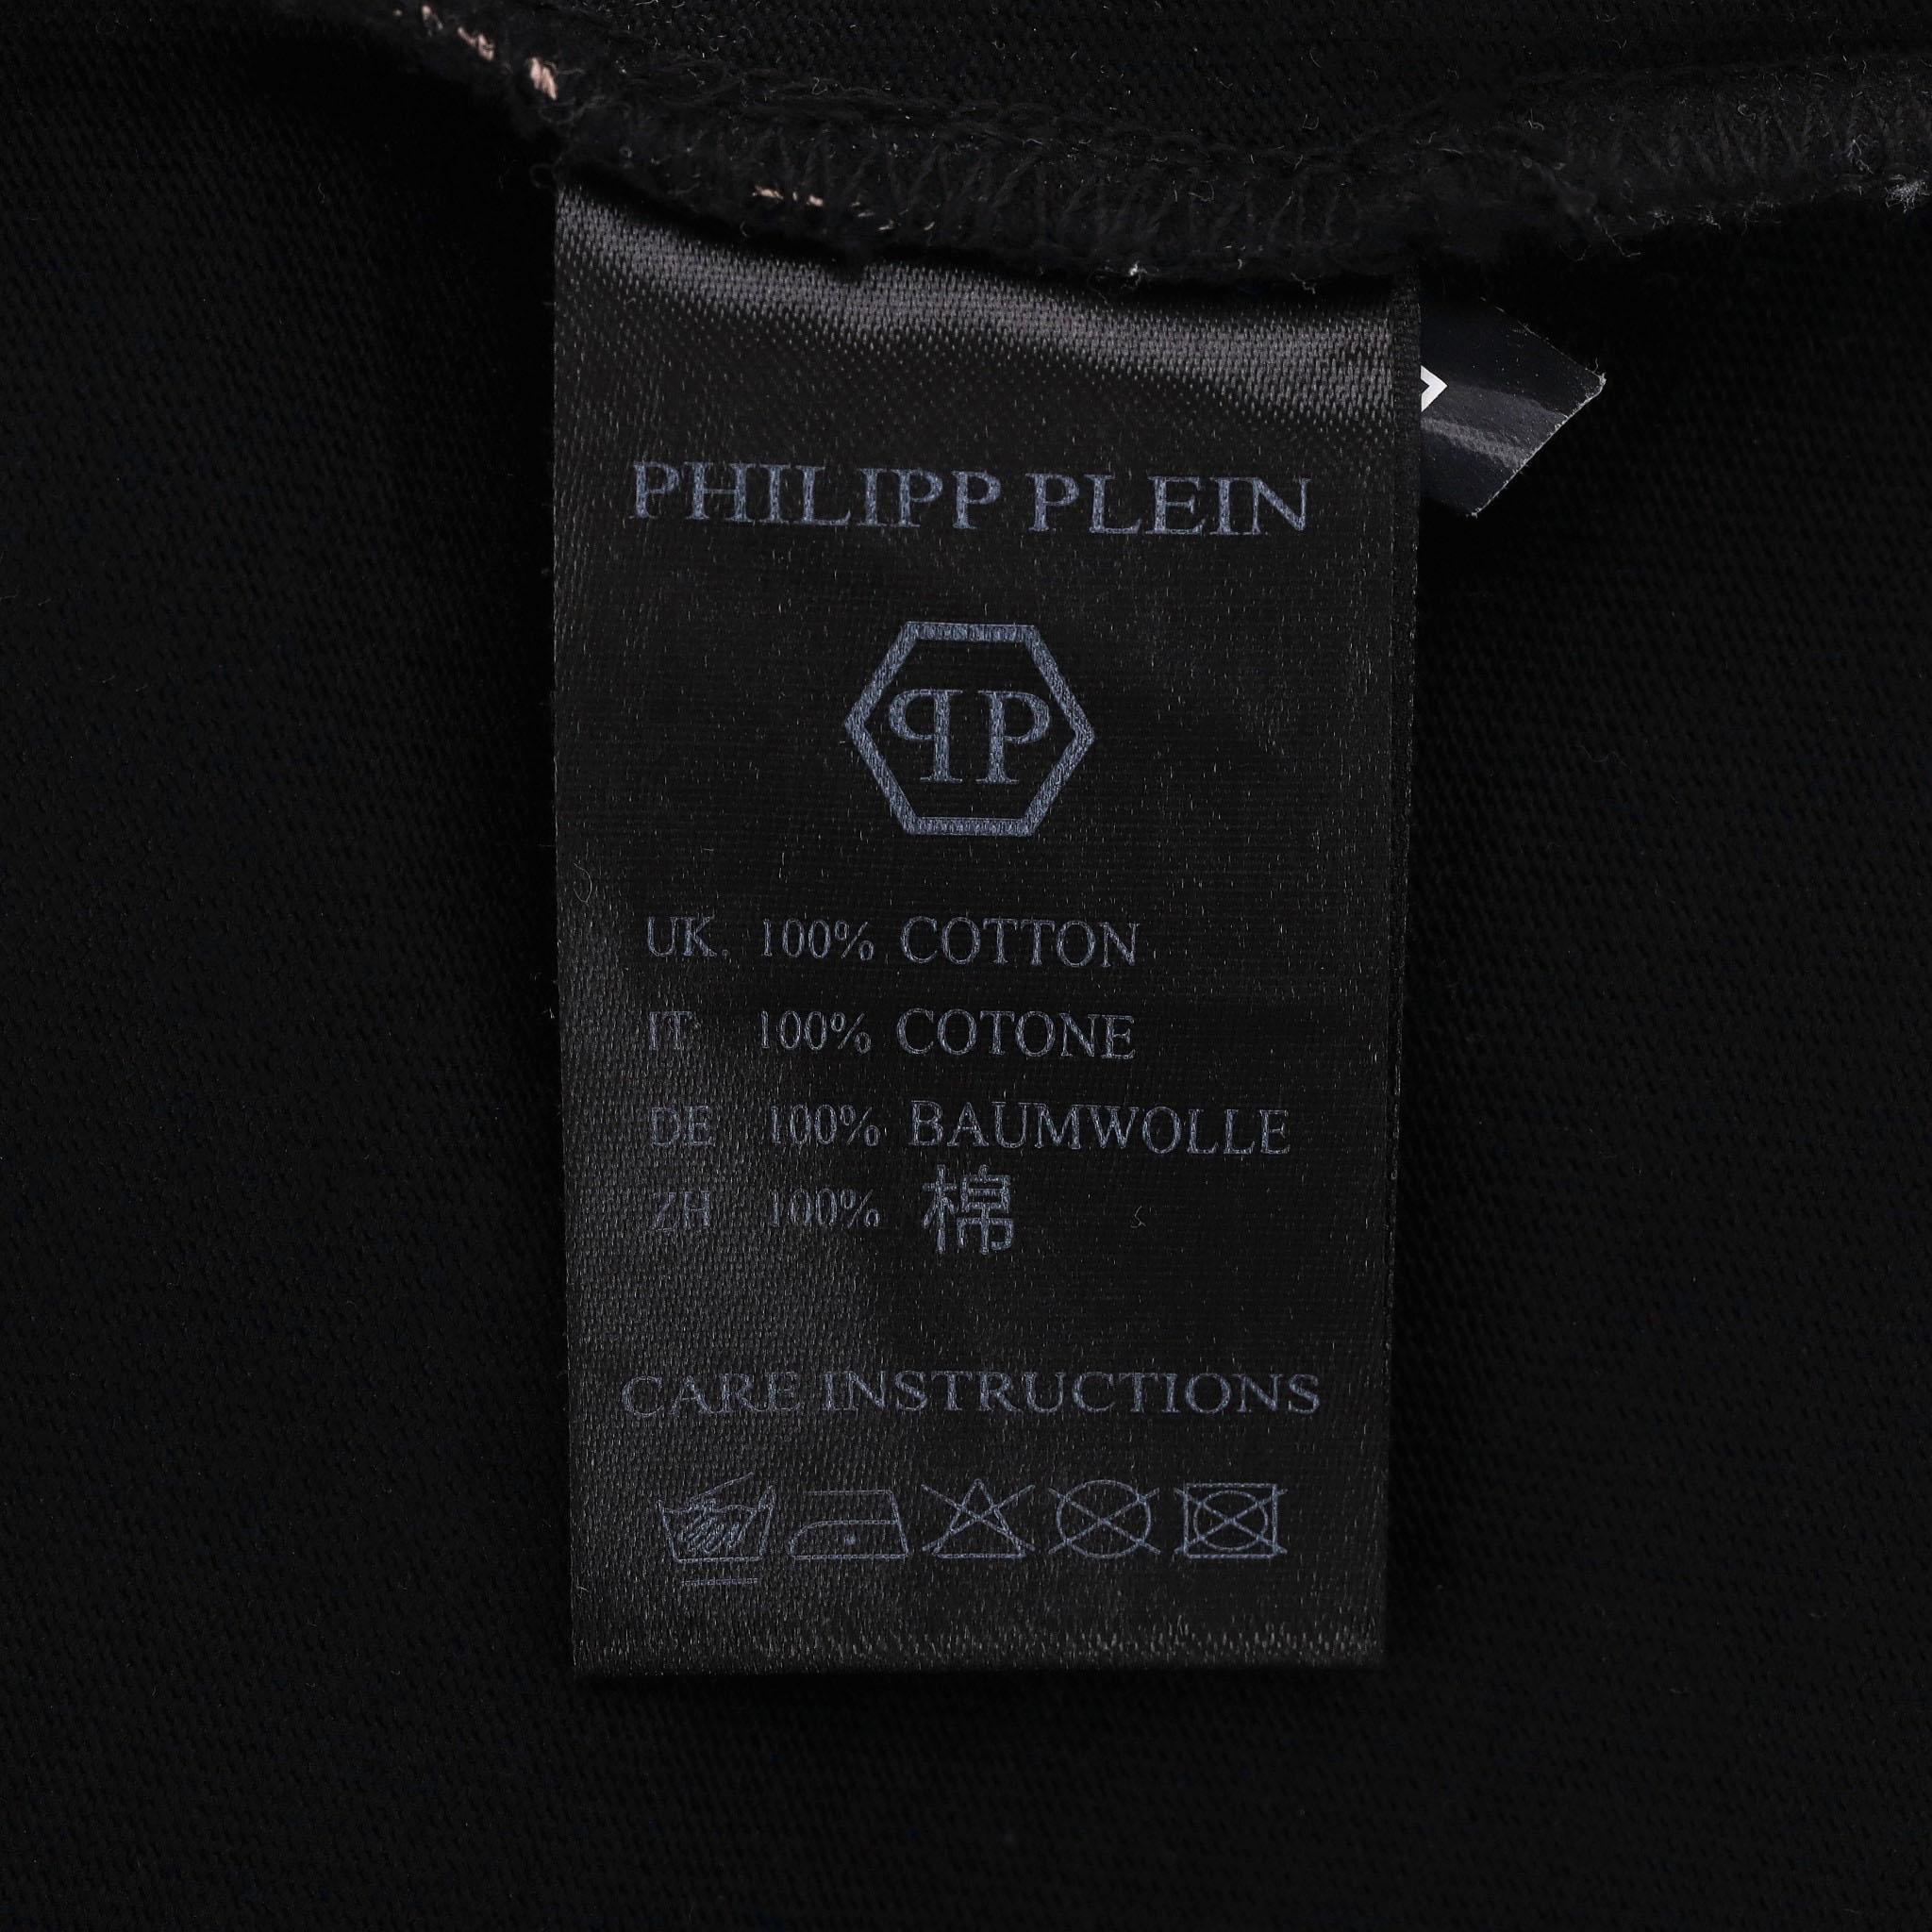 PHILIPP PLEIN
PP
UK. 100% COTTON
IT 100% COTONE
DE 100% BAUMWOLLE
ZH 100% 棉
CARE INSTRUCTIONS